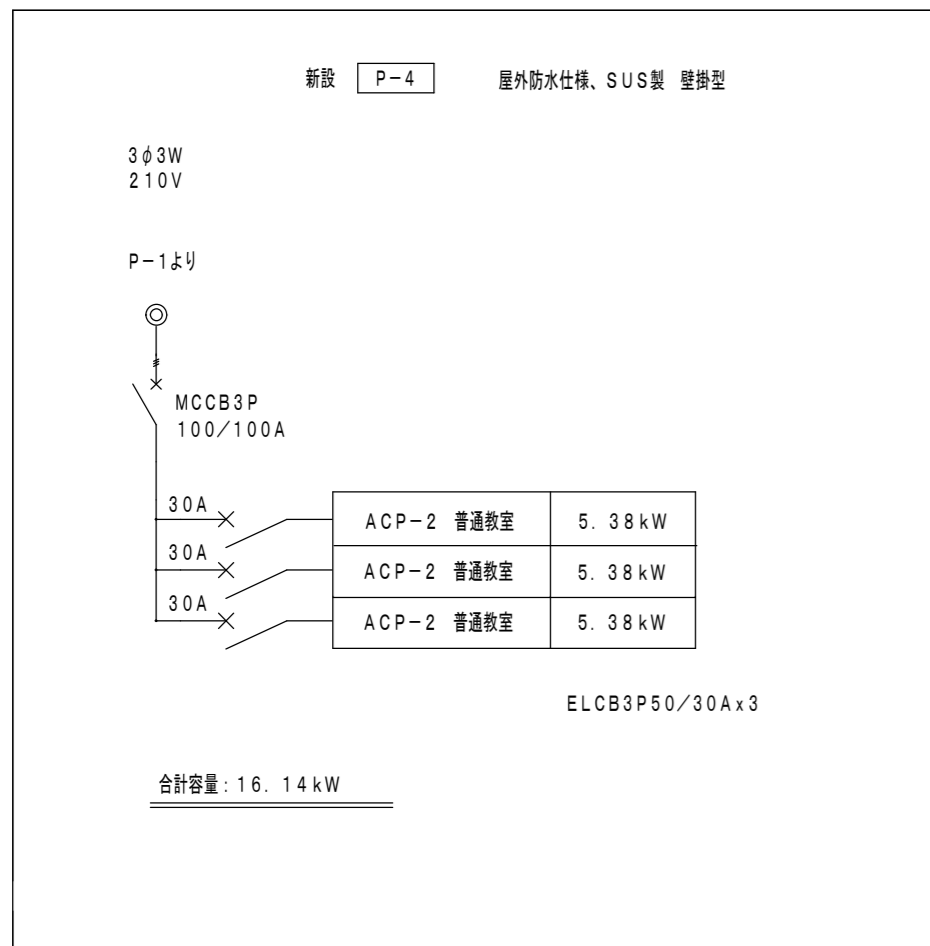 新設 P-4 屋外防水仕様、SUS製 壁掛型
3φ3W
210V
P-1より
MCCB3P
100/100A
30A ACP-2 普通教室 5.38kW
30A ACP-2 普通教室 5.38kW
30A ACP-2 普通教室 5.38kW
ELCB3P50/30Ax3
合計容量:16.14kW